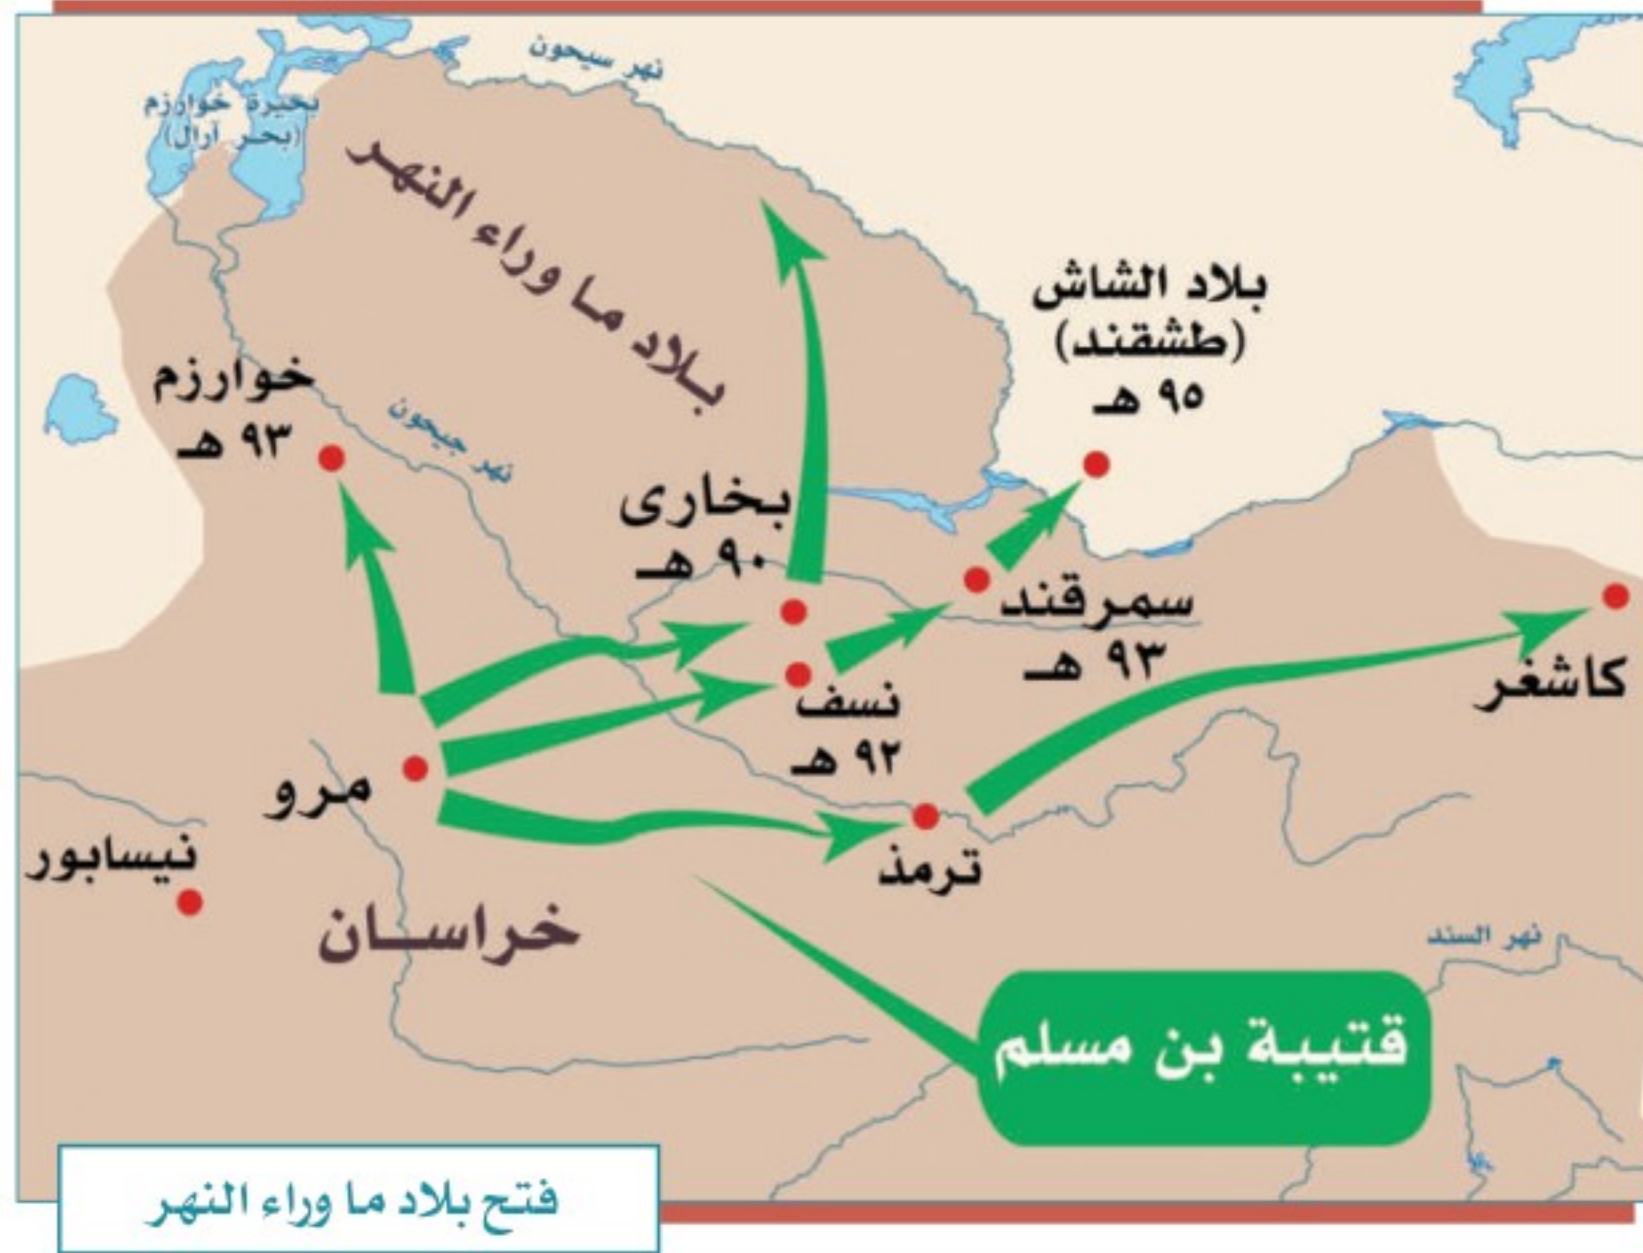 نهر سيحون
بحيرة خوارزم
(بحر آرال)
بلاد ما وراء النهر
بلاد الشاش
(طشقند)
٩٥ هـ
خوارزم
٩٣ هـ
نهر جيحون
بخارى
٩٠ هـ
سمرقند
٩٣ هـ
كاشغر
نسف
٩٢ هـ
مرو
ترمذ
نيسابور
خراسان
نهر السند
قتيبة بن مسلم
فتح بلاد ما وراء النهر